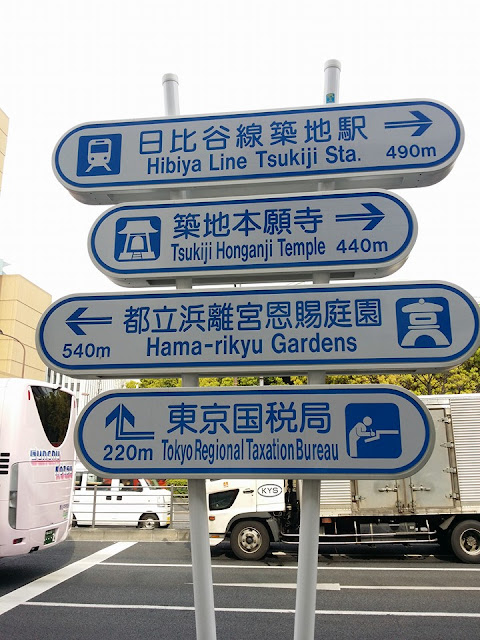 日比谷線築地駅
Hibiya Line Tsukiji Sta.
490m
築地本願寺
Tsukiji Honganji Temple
440m
都立浜離宮恩賜庭園
Hama-rikyu Gardens
540m
東京国税局
Tokyo Regional Taxation Bureau
220m
KYS